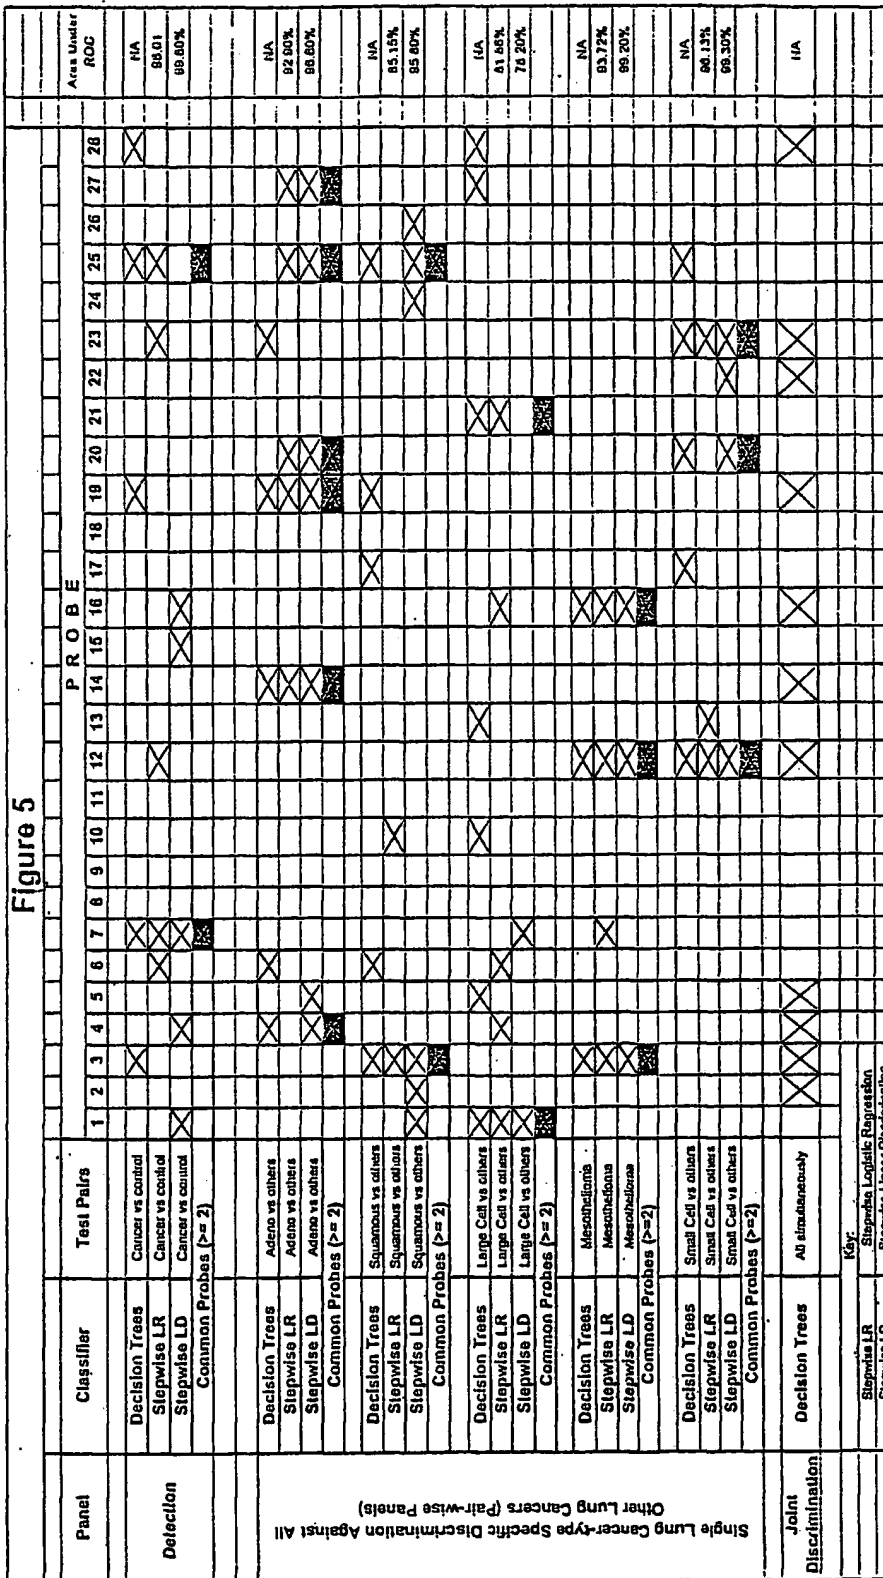 Figure 5
Panel Classifier Test Pairs PROBE Area Under ROC
1 2 3 4 5 6 7 8 9 10 11 12 13 14 15 16 17 18 19 20 21 22 23 24 25 26 27 28
Detection
Decision Trees Cancer vs control NA
Stepwise LR Cancer vs control 98.01
Stepwise LD Cancer vs control 99.60%
Common Probes (>= 2)
Single Lung Cancer-type Specific Discrimination Against All
Other Lung Cancers (Pair-wise Panels)
Decision Trees Adeno vs others NA
Stepwise LR Adeno vs others 92.90%
Stepwise LD Adeno vs others 98.60%
Common Probes (>= 2)
Decision Trees Squamous vs others NA
Stepwise LR Squamous vs others 85.15%
Stepwise LD Squamous vs others 95.80%
Common Probes (>= 2)
Decision Trees Large Cell vs others NA
Stepwise LR Large Cell vs others 81.86%
Stepwise LD Large Cell vs others 78.20%
Common Probes (>= 2)
Decision Trees Mesothelioma NA
Stepwise LR Mesothelioma 93.72%
Stepwise LD Mesothelioma 99.20%
Common Probes (>=2)
Decision Trees Small Cell vs others NA
Stepwise LR Small Cell vs others 98.13%
Stepwise LD Small Cell vs others 99.30%
Common Probes (>= 2)
Joint Discrimination Decision Trees All simultaneously NA
Key:
Stepwise LR Stepwise Logistic Regression